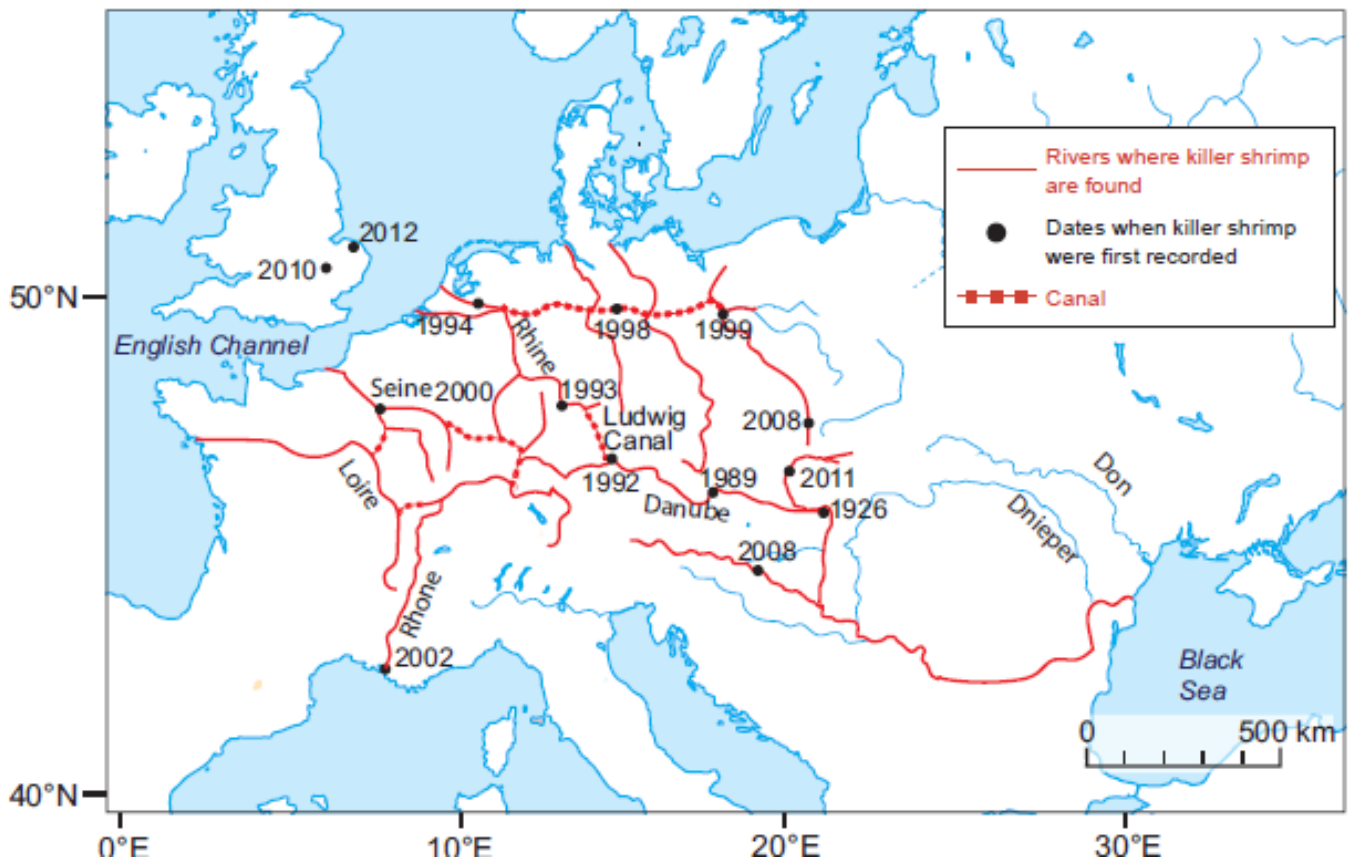 Rivers where killer shrimp
are found
Dates when killer shrimp
were first recorded
Canal
2012
2010
50°N
English Channel
1994
Rhine
1998
1999
Seine
2000
1993
Ludwig
Canal
2008
Loire
1992
1989
2011
Danube
1926
Don
Dnieper
2008
Rhone
2002
Black
Sea
0 500 km
40°N
0°E 10°E 20°E 30°E